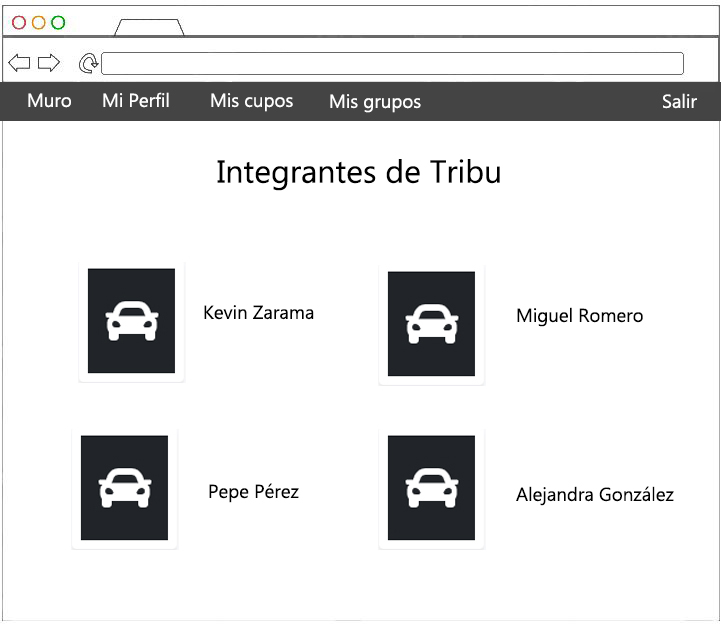 Muro Mi Perfil Mis cupos Mis grupos Salir
Integrantes de Tribu
Kevin Zarama
Miguel Romero
Pepe Pérez
Alejandra González